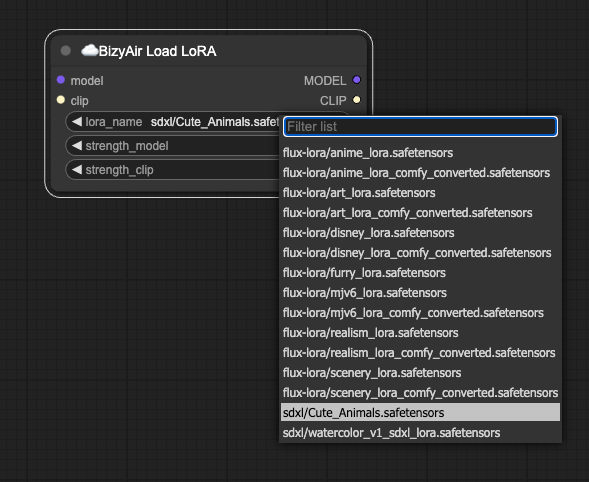 ☁️BizyAir Load LoRA
model MODEL
clip CLIP
lora_name sdxl/Cute_Animals.safet
strength_model
strength_clip
Filter list
flux-lora/anime_lora.safetensors
flux-lora/anime_lora_comfy_converted.safetensors
flux-lora/art_lora.safetensors
flux-lora/art_lora_comfy_converted.safetensors
flux-lora/disney_lora.safetensors
flux-lora/disney_lora_comfy_converted.safetensors
flux-lora/furry_lora.safetensors
flux-lora/mjv6_lora.safetensors
flux-lora/mjv6_lora_comfy_converted.safetensors
flux-lora/realism_lora.safetensors
flux-lora/realism_lora_comfy_converted.safetensors
flux-lora/scenery_lora.safetensors
flux-lora/scenery_lora_comfy_converted.safetensors
sdxl/Cute_Animals.safetensors
sdxl/watercolor_v1_sdxl_lora.safetensors